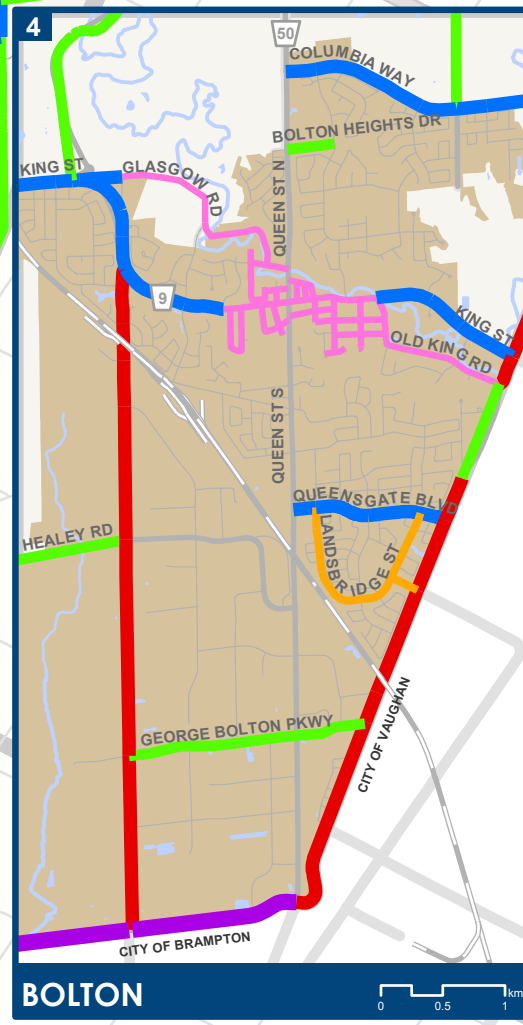 4
50
COLUMBIA WAY
BOLTON HEIGHTS DR
KING ST
GLASGOW RD
QUEEN ST N
9
KING ST
OLD KING RD
QUEEN ST S
QUEENSGATE BLVD
LANDSBRIDGE ST
HEALEY RD
GEORGE BOLTON PKWY
CITY OF VAUGHAN
CITY OF BRAMPTON
BOLTON
km
0 0.5 1